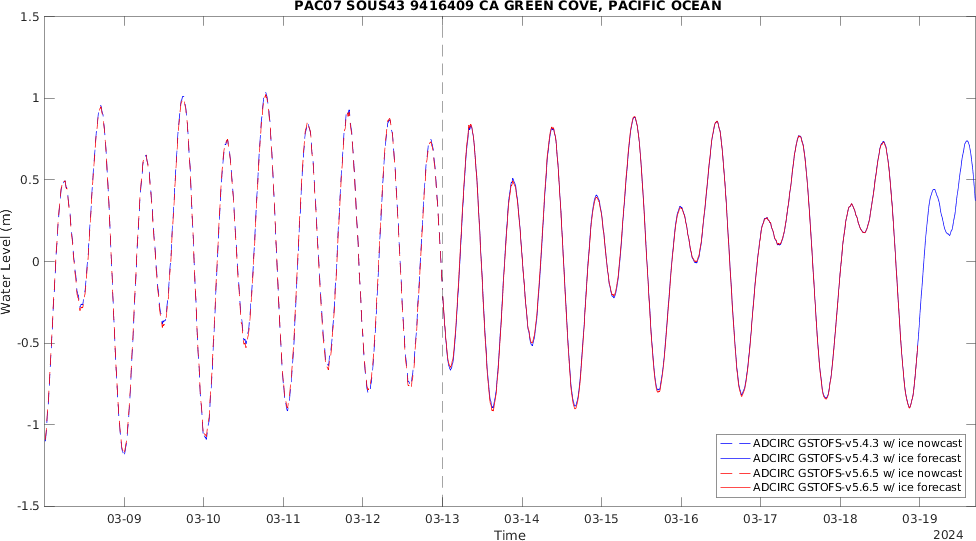 PAC07 SOUS43 9416409 CA GREEN COVE, PACIFIC OCEAN
1.5
1
0.5
0
-0.5
-1
-1.5
Water Level (m)
03-09 03-10 03-11 03-12 03-13 03-14 03-15 03-16 03-17 03-18 03-19
2024
Time
ADCIRC GSTOFS-v5.4.3 w/ ice nowcast
ADCIRC GSTOFS-v5.4.3 w/ ice forecast
ADCIRC GSTOFS-v5.6.5 w/ ice nowcast
ADCIRC GSTOFS-v5.6.5 w/ ice forecast